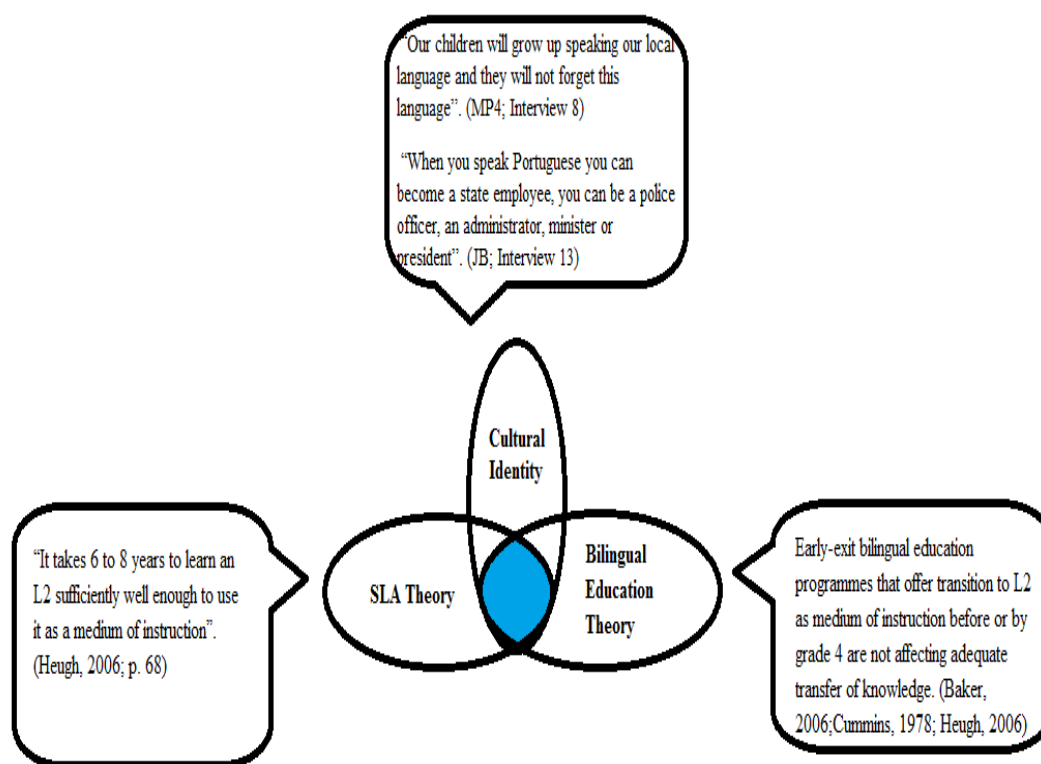 “Our children will grow up speaking our local
language and they will not forget this
language”. (MP4; Interview 8)
“When you speak Portuguese you can
become a state employee, you can be a police
officer, an administrator, minister or
president”. (JB; Interview 13)
Cultural
Identity
“It takes 6 to 8 years to learn an
L2 sufficiently well enough to use
it as a medium of instruction”.
(Heugh, 2006; p. 68)
SLA Theory
Bilingual
Education
Theory
Early-exit bilingual education
programmes that offer transition to L2
as medium of instruction before or by
grade 4 are not affecting adequate
transfer of knowledge. (Baker,
2006;Cummins, 1978; Heugh, 2006)